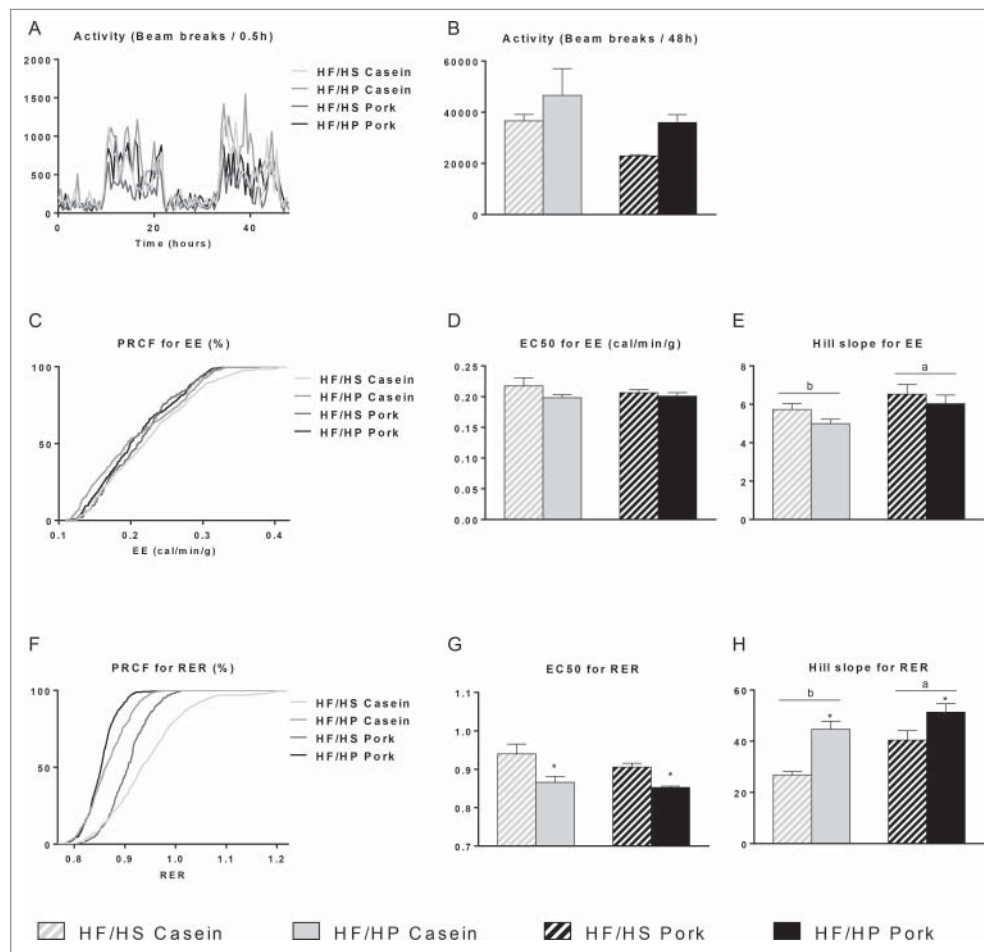 A
Activity (Beam breaks / 0.5h)
2000
1500
1000
500
0
0 20 40
Time (hours)
HF/HS Casein
HF/HP Casein
HF/HS Pork
HF/HP Pork
B
Activity (Beam breaks / 48h)
60000
40000
20000
0
C
PRCF for EE (%)
100
50
0
0.1 0.2 0.3 0.4
EE (cal/min/g)
HF/HS Casein
HF/HP Casein
HF/HS Pork
HF/HP Pork
D
EC50 for EE (cal/min/g)
0.25
0.20
0.15
0.10
0.05
0.00
E
Hill slope for EE
8
6
4
2
0
b
a
F
PRCF for RER (%)
100
50
0
0.8 0.9 1.0 1.1 1.2
RER
HF/HS Casein
HF/HP Casein
HF/HS Pork
HF/HP Pork
G
EC50 for RER
1.1
1.0
0.9
0.8
0.7
*
*
H
Hill slope for RER
60
40
20
0
b
*
a
*
HF/HS Casein HF/HP Casein HF/HS Pork HF/HP Pork